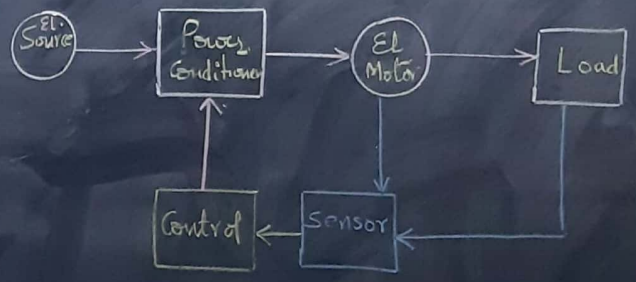 El.
Source
Power
Conditioner
El
Motor
Load
Control
Sensor